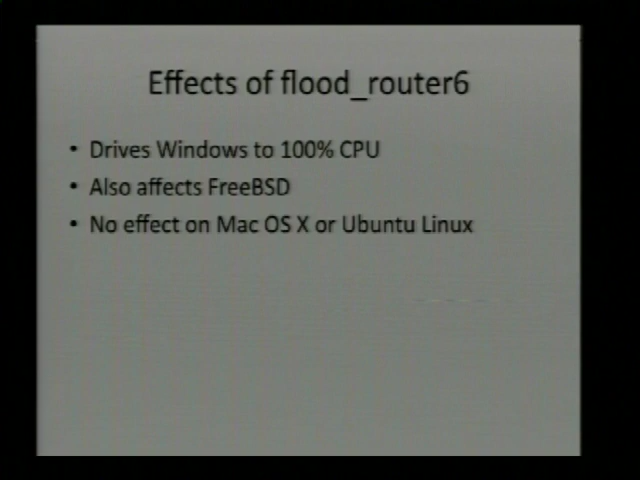 Effects of flood_router6
• Drives Windows to 100% CPU
• Also affects FreeBSD
• No effect on Mac OS X or Ubuntu Linux